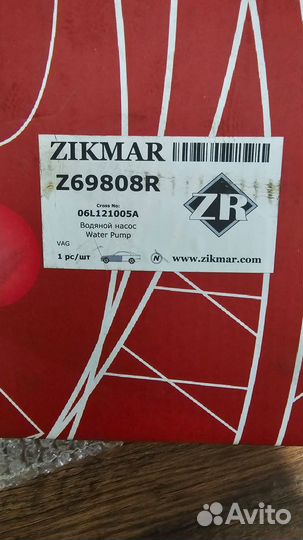 ZIKMAR
Z69808R
Cross No:
06L121005A
Водяной насос
Water Pump
VAG
1 pc/шт
N
www.zikmar.com
ZR
Avito